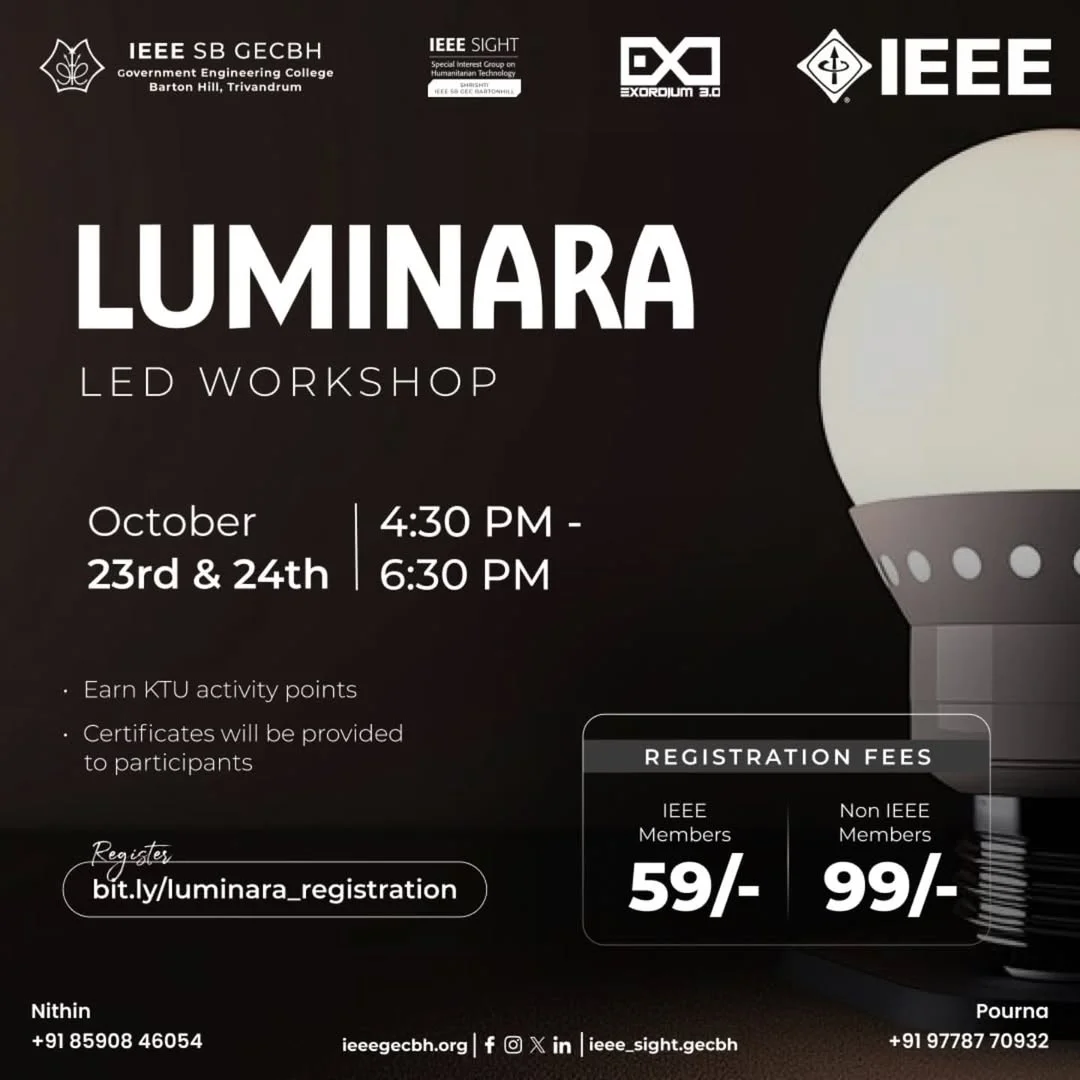 IEEE SB GECBH
Government Engineering College
Barton Hill, Trivandrum
IEEE SIGHT
Special Interest Group on
Humanitarian Technology
SHRISHTI
IEEE SB GEC BARTONHILL
EXORDIUM 3.0
IEEE
LUMINARA
LED WORKSHOP
October
23rd & 24th
4:30 PM -
6:30 PM
· Earn KTU activity points
· Certificates will be provided
to participants
Register
bit.ly/luminara_registration
REGISTRATION FEES
IEEE
Members
59/-
Non IEEE
Members
99/-
Nithin
+91 85908 46054
ieeegecbh.org
ieee_sight.gecbh
Pourna
+91 97787 70932